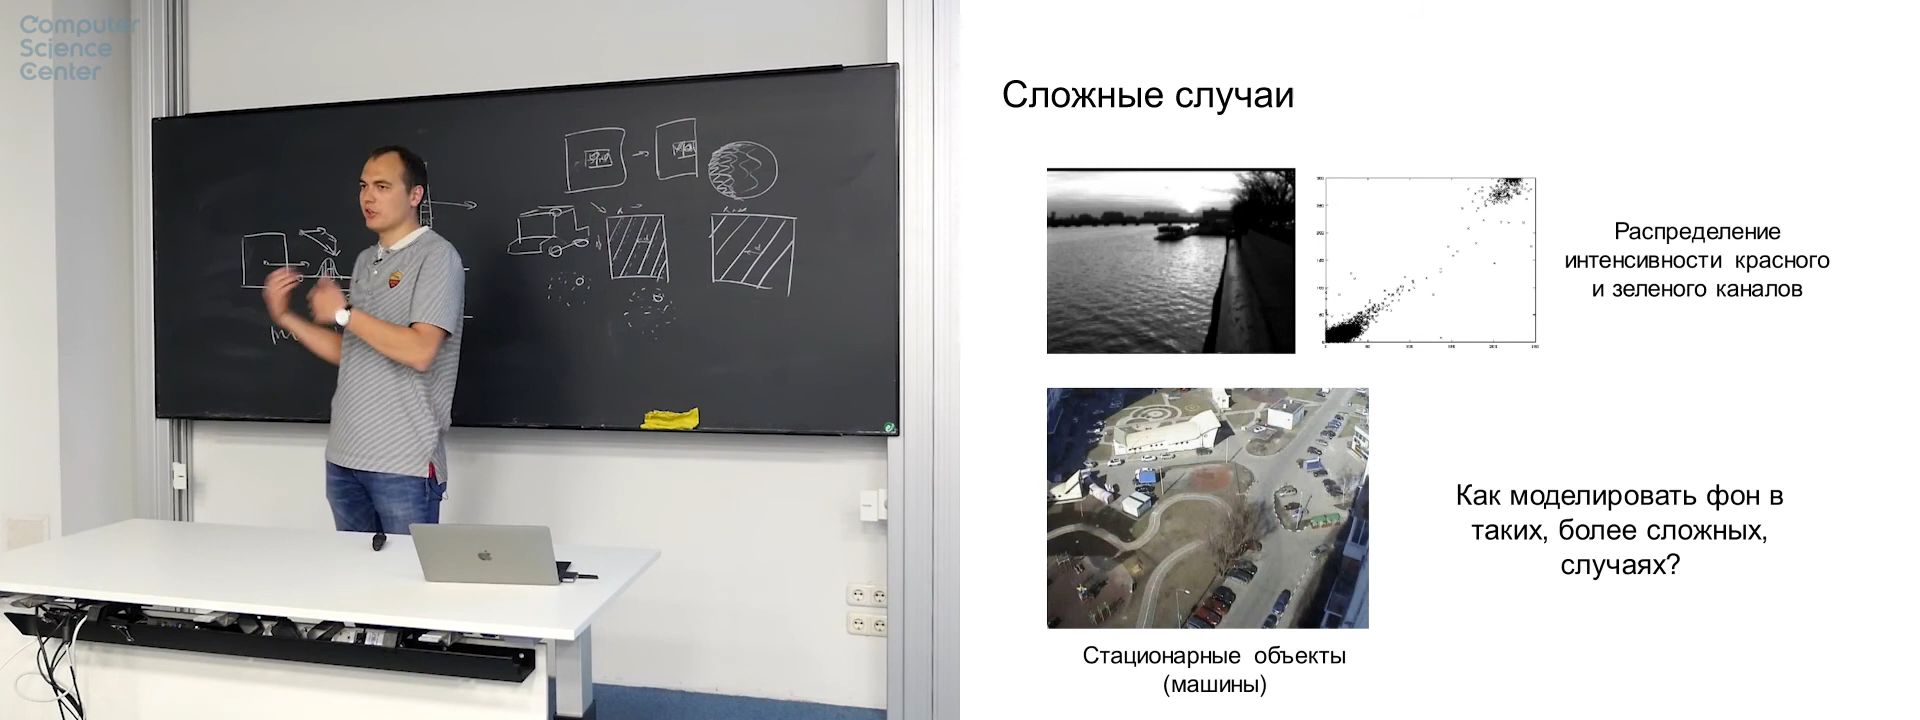 Computer
Science
Center
Сложные случаи
Распределение
интенсивности красного
и зеленого каналов
Как моделировать фон в
таких, более сложных,
случаях?
Стационарные объекты
(машины)